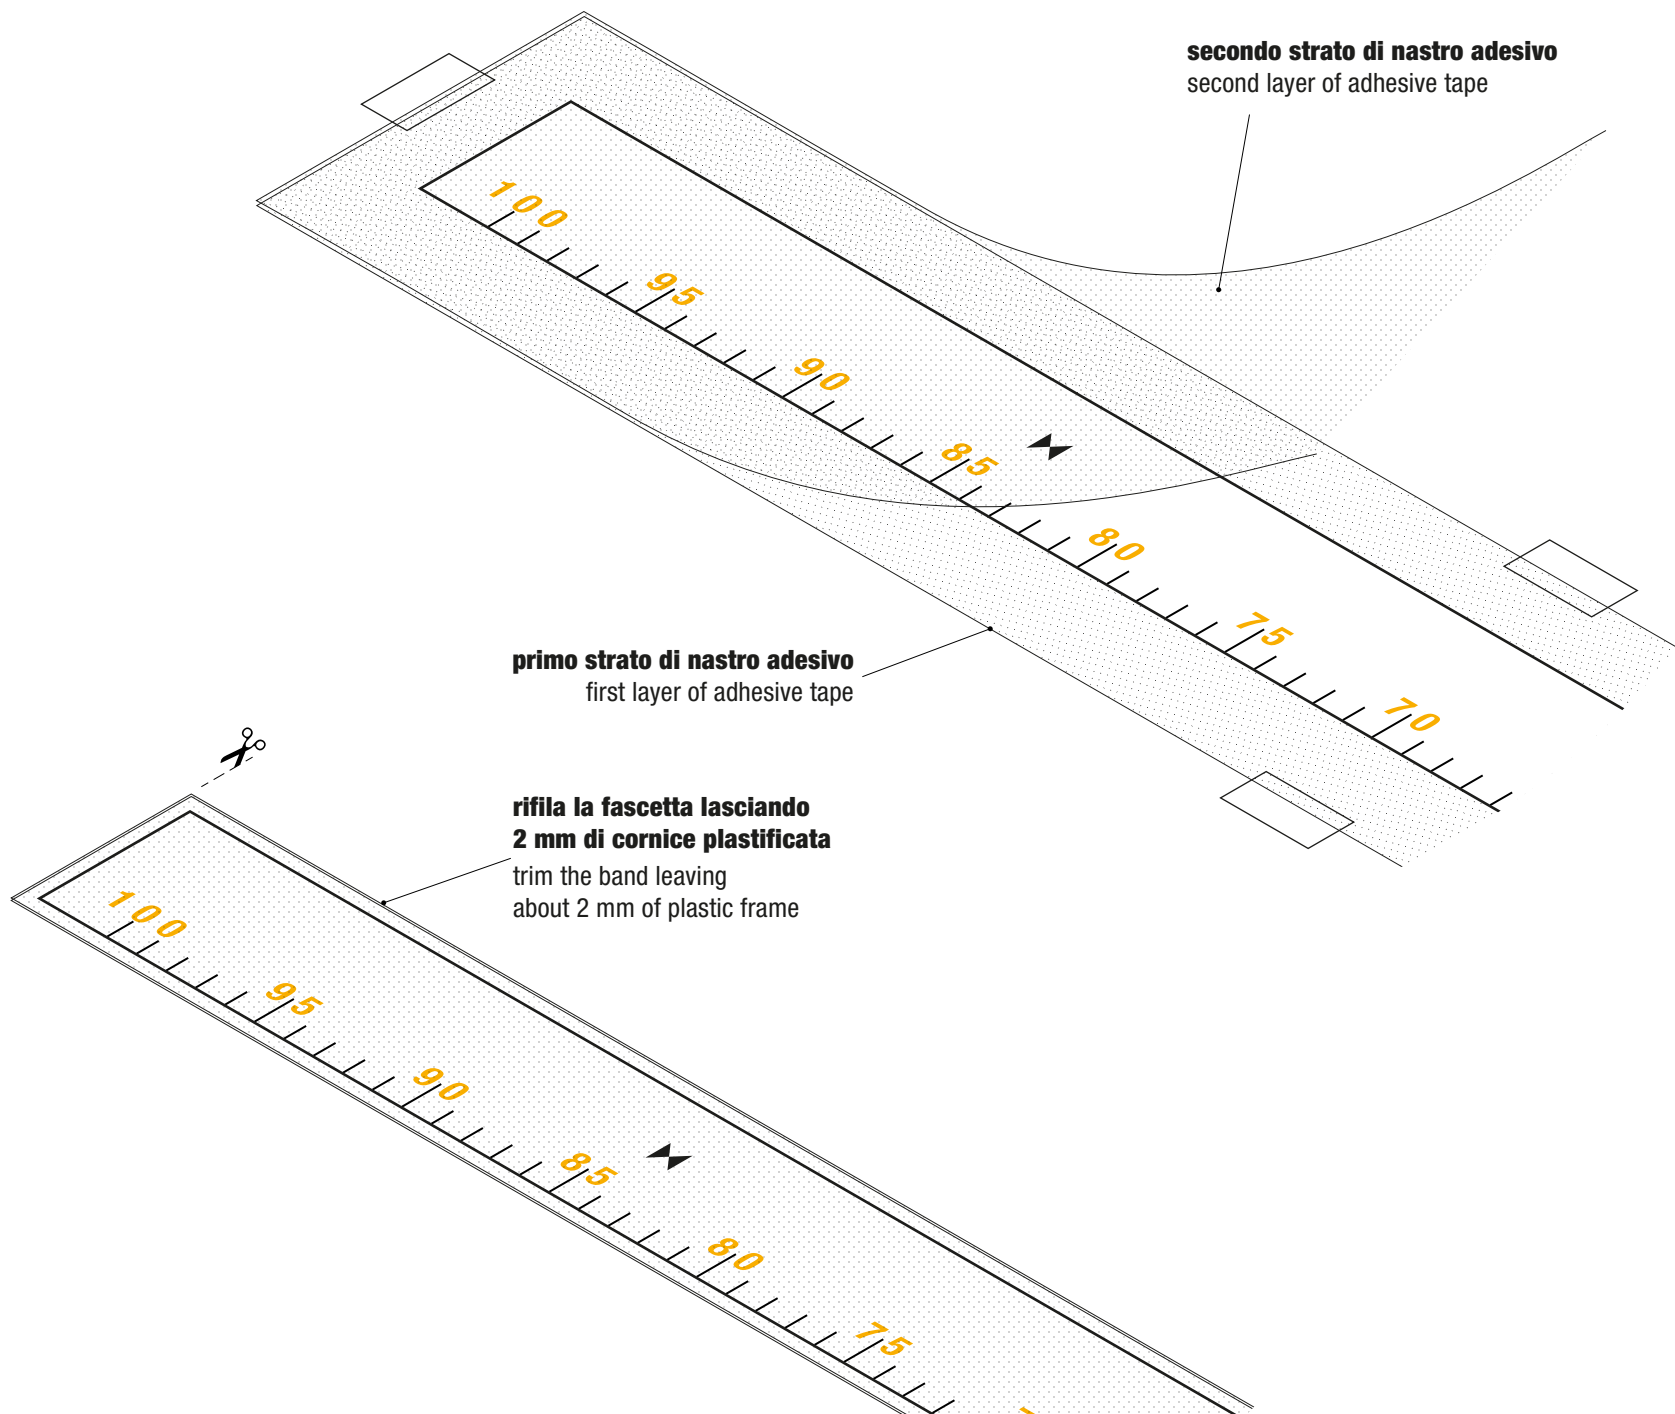 secondo strato di nastro adesivo
second layer of adhesive tape
100
95
90
85
80
75
70
primo strato di nastro adesivo
first layer of adhesive tape
rifila la fascetta lasciando
2 mm di cornice plastificata
trim the band leaving
about 2 mm of plastic frame
100
95
90
85
80
75